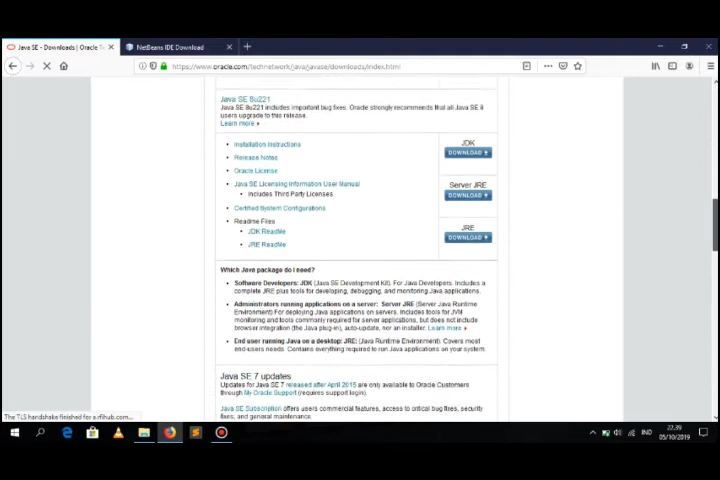 Java SE - Downloads | Oracle Te
NetBeans IDE Download
https://www.oracle.com/technetwork/java/javase/downloads/index.html
Java SE 8u221
Java SE 8u221 includes important bug fixes. Oracle strongly recommends that all Java SE 8
users upgrade to this release.
Learn more
Installation Instructions
Release Notes
Oracle License
Java SE Licensing Information User Manual
Includes Third Party Licenses
Certified System Configurations
Readme Files
JDK ReadMe
JRE ReadMe
JDK
DOWNLOAD
Server JRE
DOWNLOAD
JRE
DOWNLOAD
Which Java package do I need?
Software Developers: JDK (Java SE Development Kit). For Java Developers. Includes a
complete JRE plus tools for developing, debugging, and monitoring Java applications.
Administrators running applications on a server: Server JRE (Server Java Runtime
Environment) For deploying Java applications on servers. Includes tools for JVM
monitoring and tools commonly required for server applications, but does not include
browser integration (the Java plug-in), auto-update, nor an installer. Learn more
End user running Java on a desktop: JRE: (Java Runtime Environment). Covers most
end-users needs. Contains everything required to run Java applications on your system.
Java SE 7 updates
Updates for Java SE 7 released after April 2015 are only available to Oracle Customers
through My Oracle Support (requires support login).
Java SE Subscription offers users commercial features, access to critical bug fixes, security
fixes, and general maintenance.
The TLS handshake finished for a.rfihub.com...
IND
22.39
05/10/2019